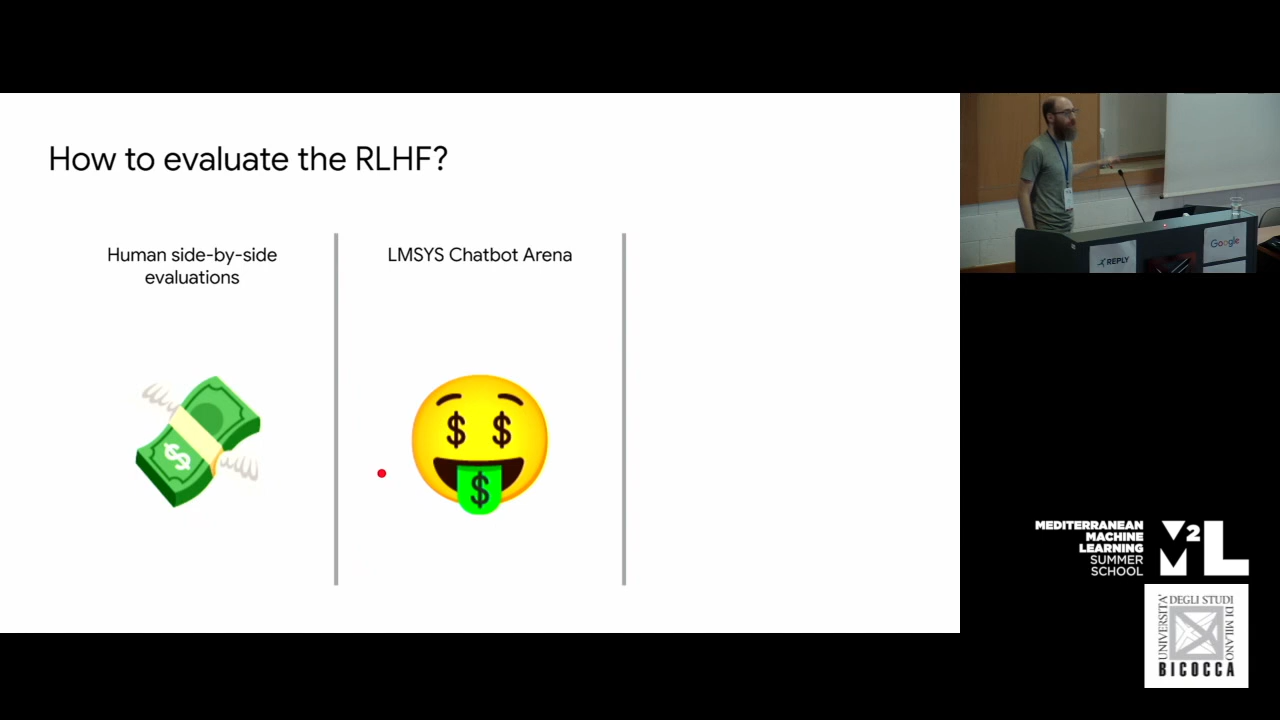 How to evaluate the RLHF?
Human side-by-side
evaluations
LMSYS Chatbot Arena
$
$ $
$
REPLY
Google
MEDITERRANEAN
MACHINE
LEARNING
SUMMER
SCHOOL
M2L
UNIVERSITA'
DEGLI STUDI
DI MILANO
BICOCCA